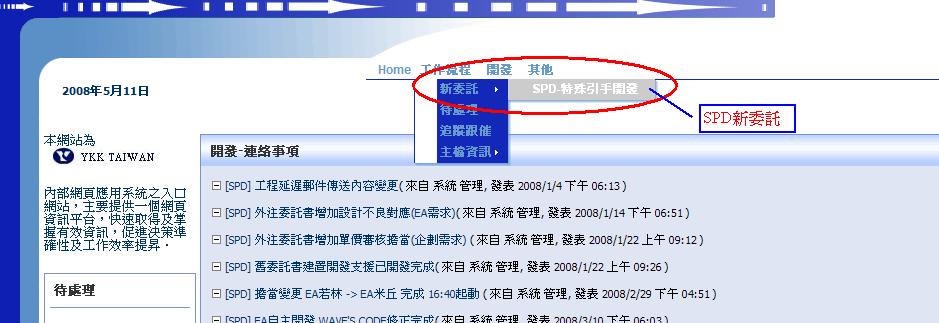 Home 工作流程 開發 其他
2008年5月11日
新委託
SPD-特殊引手開發
待處理
追蹤跟催
主檔資訊
SPD新委託
本網站為
YKK TAIWAN
內部網頁應用系統之入口
網站，主要提供一個網頁
資訊平台，快速取得及掌
握有效資訊，促進決策準
確性及工作效率提昇．
待處理
開發-連絡事項
[SPD] 工程延遲郵件傳送內容變更( 來自 系統 管理, 發表 2008/1/4 下午 06:13 )
[SPD] 外注委託書增加設計不良對應(EA需求)( 來自 系統 管理, 發表 2008/1/14 下午 06:51 )
[SPD] 外注委託書增加單價審核擔當(企劃需求) ( 來自 系統 管理, 發表 2008/1/22 上午 09:12 )
[SPD] 舊委託書建置開發支援已開發完成( 來自 系統 管理, 發表 2008/1/22 上午 09:26 )
[SPD] 擔當變更 EA若林 -> EA米丘 完成 16:40起動 ( 來自 系統 管理, 發表 2008/2/29 下午 04:51 )
[SPD] EA自主開發 WAVE'S CODE修正完成( 來自 系統 管理, 發表 2008/3/10 下午 06:03 )